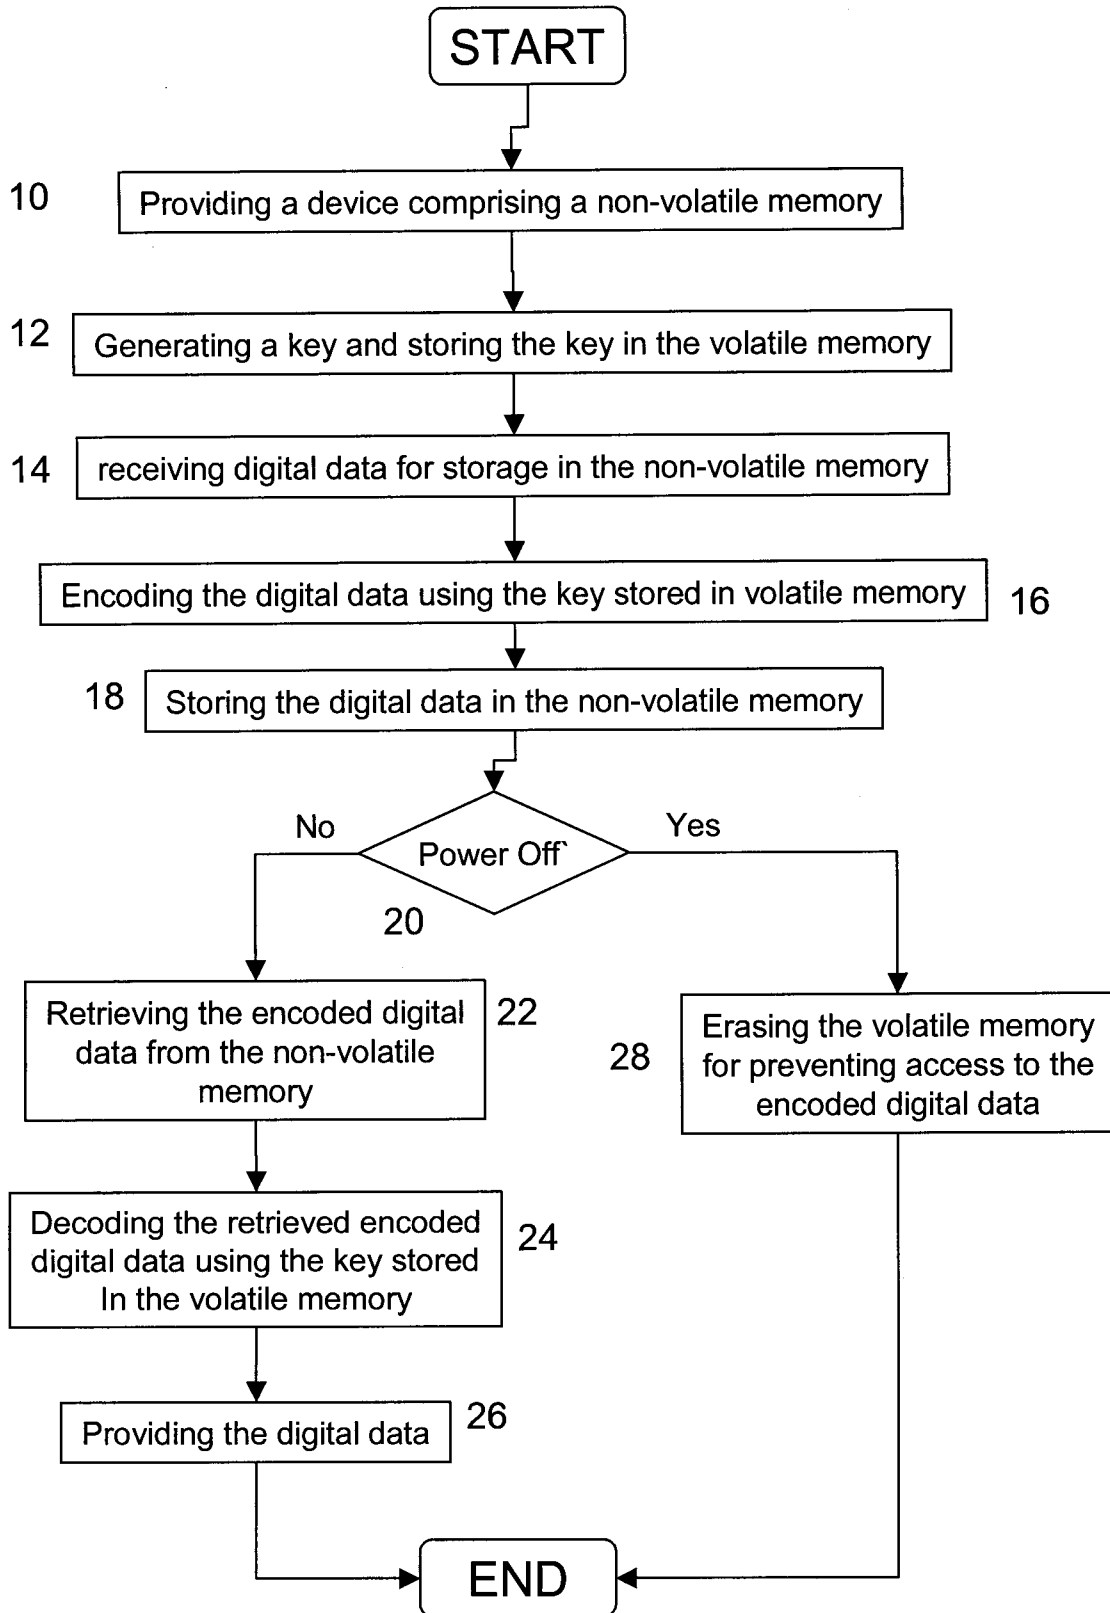 START
10
Providing a device comprising a non-volatile memory
12
Generating a key and storing the key in the volatile memory
14
receiving digital data for storage in the non-volatile memory
Encoding the digital data using the key stored in volatile memory
16
18
Storing the digital data in the non-volatile memory
No
Yes
Power Off`
20
Retrieving the encoded digital
data from the non-volatile
memory
22
28
Erasing the volatile memory
for preventing access to the
encoded digital data
Decoding the retrieved encoded
digital data using the key stored
In the volatile memory
24
Providing the digital data
26
END